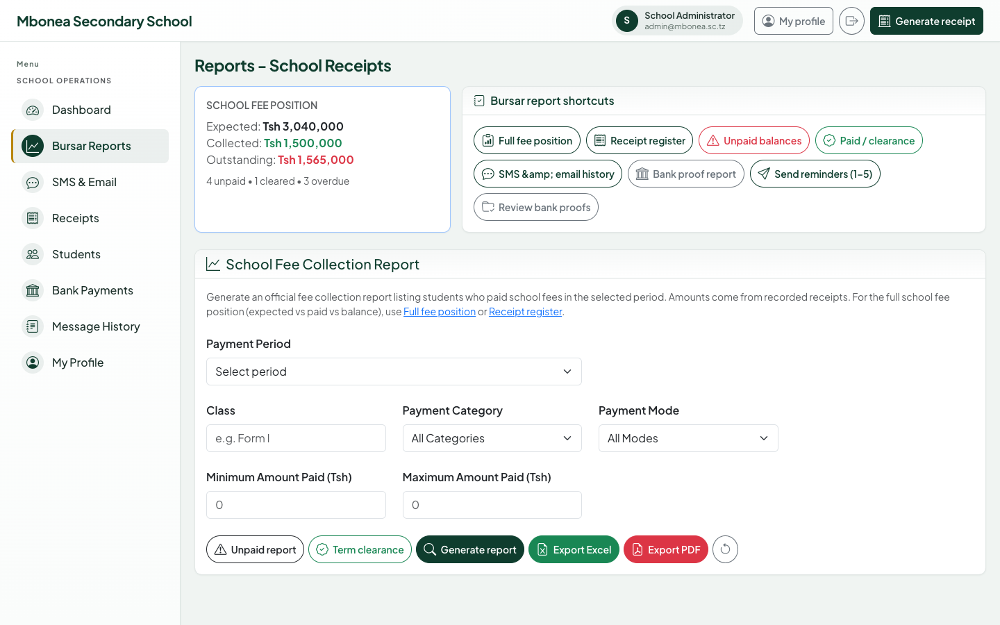 Mbonea Secondary School
S
School Administrator
admin@mbonea.sc.tz
My profile
Generate receipt
Menu
SCHOOL OPERATIONS
Dashboard
Bursar Reports
SMS & Email
Receipts
Students
Bank Payments
Message History
My Profile
Reports – School Receipts
SCHOOL FEE POSITION
Expected: Tsh 3,040,000
Collected: Tsh 1,500,000
Outstanding: Tsh 1,565,000
4 unpaid • 1 cleared • 3 overdue
Bursar report shortcuts
Full fee position
Receipt register
Unpaid balances
Paid / clearance
SMS &amp; email history
Bank proof report
Send reminders (1–5)
Review bank proofs
School Fee Collection Report
Generate an official fee collection report listing students who paid school fees in the selected period. Amounts come from recorded receipts. For the full school fee
position (expected vs paid vs balance), use Full fee position or Receipt register.
Payment Period
Select period
Class
Payment Category
Payment Mode
e.g. Form I
All Categories
All Modes
Minimum Amount Paid (Tsh)
Maximum Amount Paid (Tsh)
0
0
Unpaid report
Term clearance
Generate report
Export Excel
Export PDF